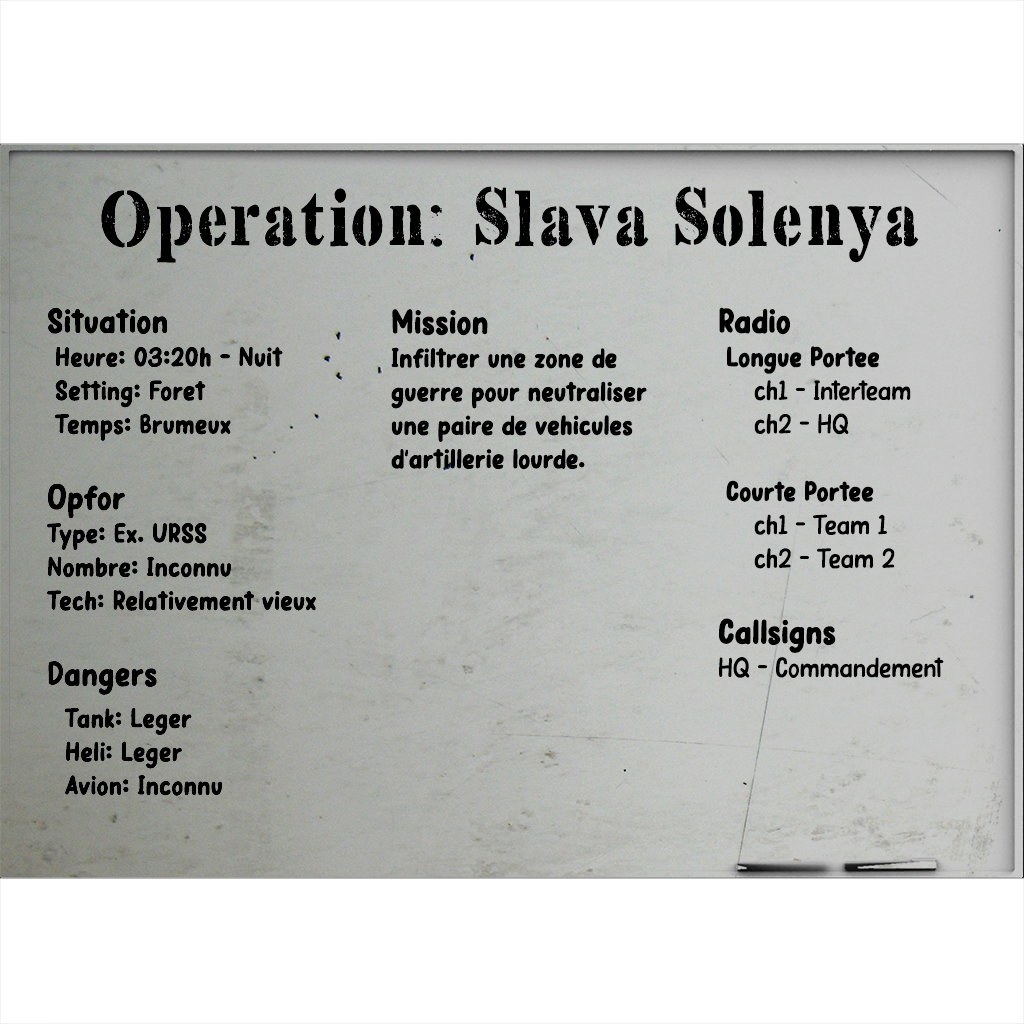 Operation: Slava Solenya
Situation
Heure: 03:20h - Nuit
Setting: Foret
Temps: Brumeux
Opfor
Type: Ex. URSS
Nombre: Inconnu
Tech: Relativement vieux
Dangers
Tank: Leger
Heli: Leger
Avion: Inconnu
Mission
Infiltrer une zone de
guerre pour neutraliser
une paire de vehicules
d'artillerie lourde.
Radio
Longue Portee
ch1 - Interteam
ch2 - HQ
Courte Portee
ch1 - Team 1
ch2 - Team 2
Callsigns
HQ - Commandement